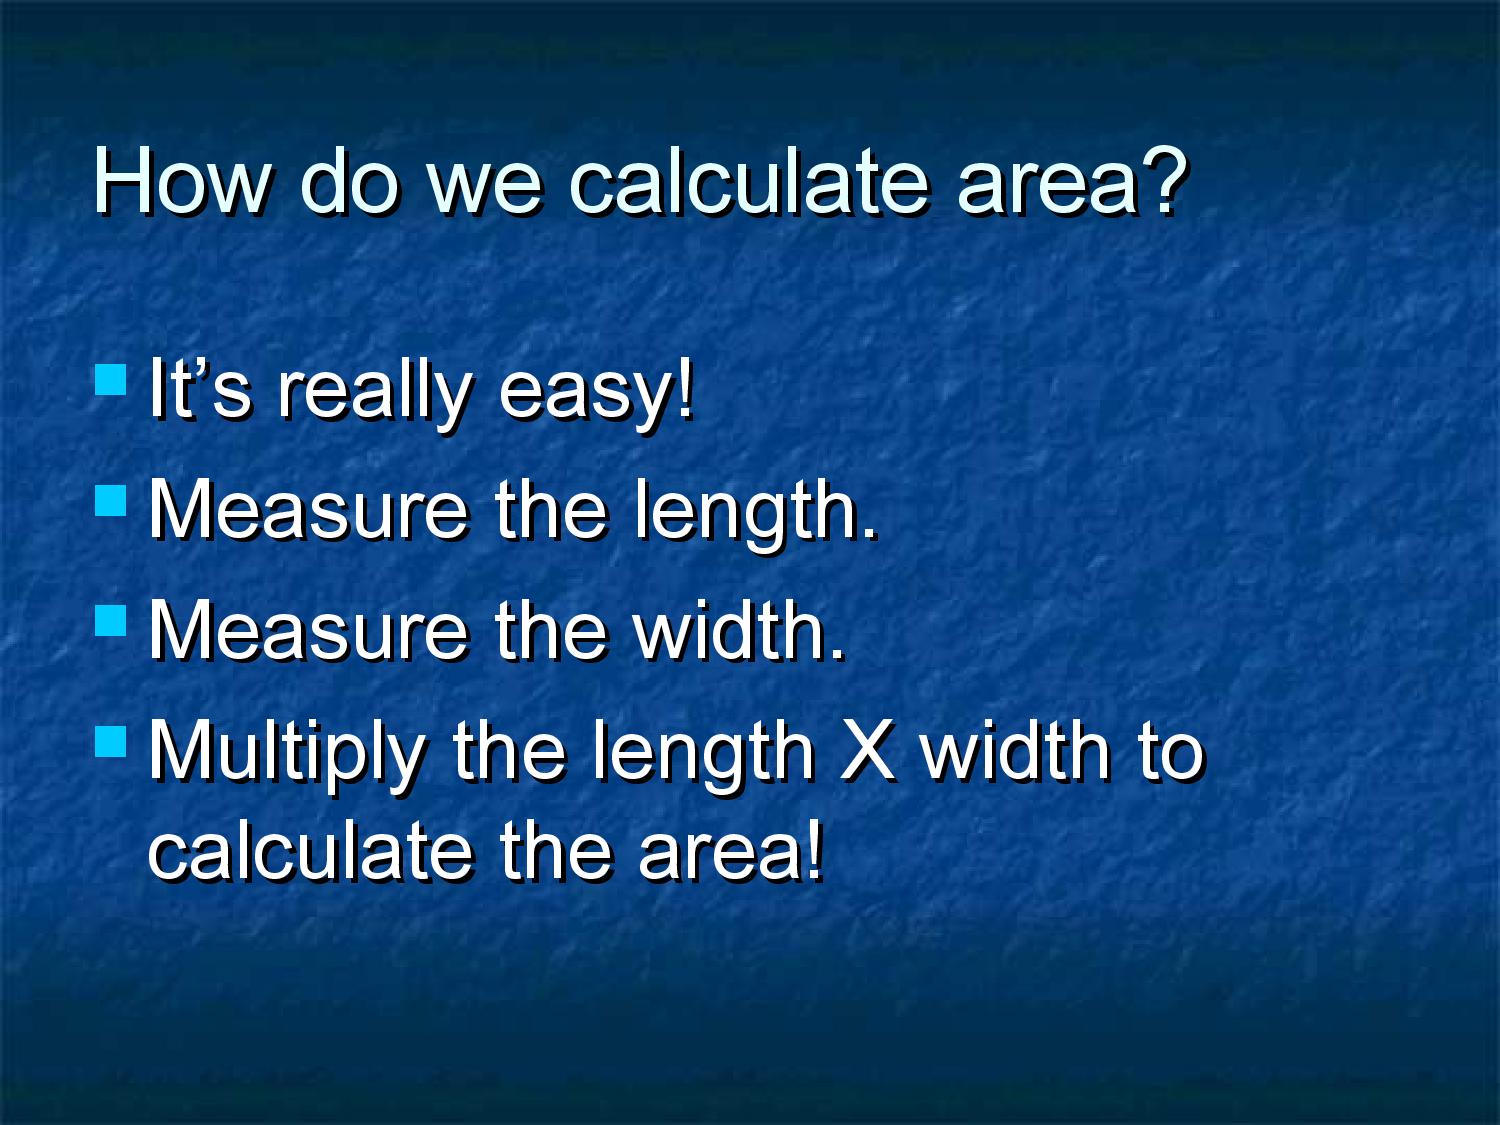 How do we calculate area?
It’s really easy!
Measure the length.
Measure the width.
Multiply the length X width to
calculate the area!